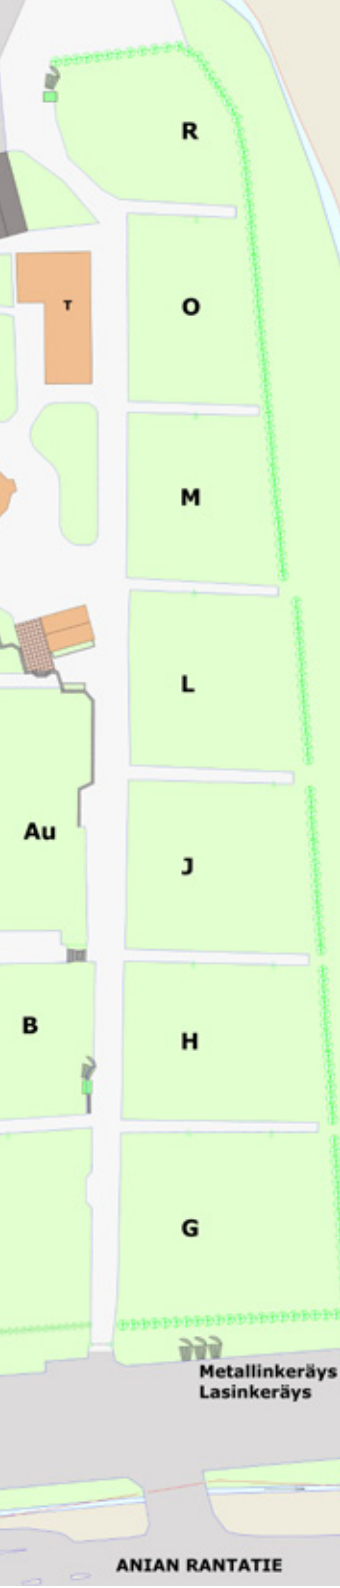 R
O
T
M
L
J
Au
B
H
G
Metallinkeräys
Lasinkeräys
ANIAN RANTATIE